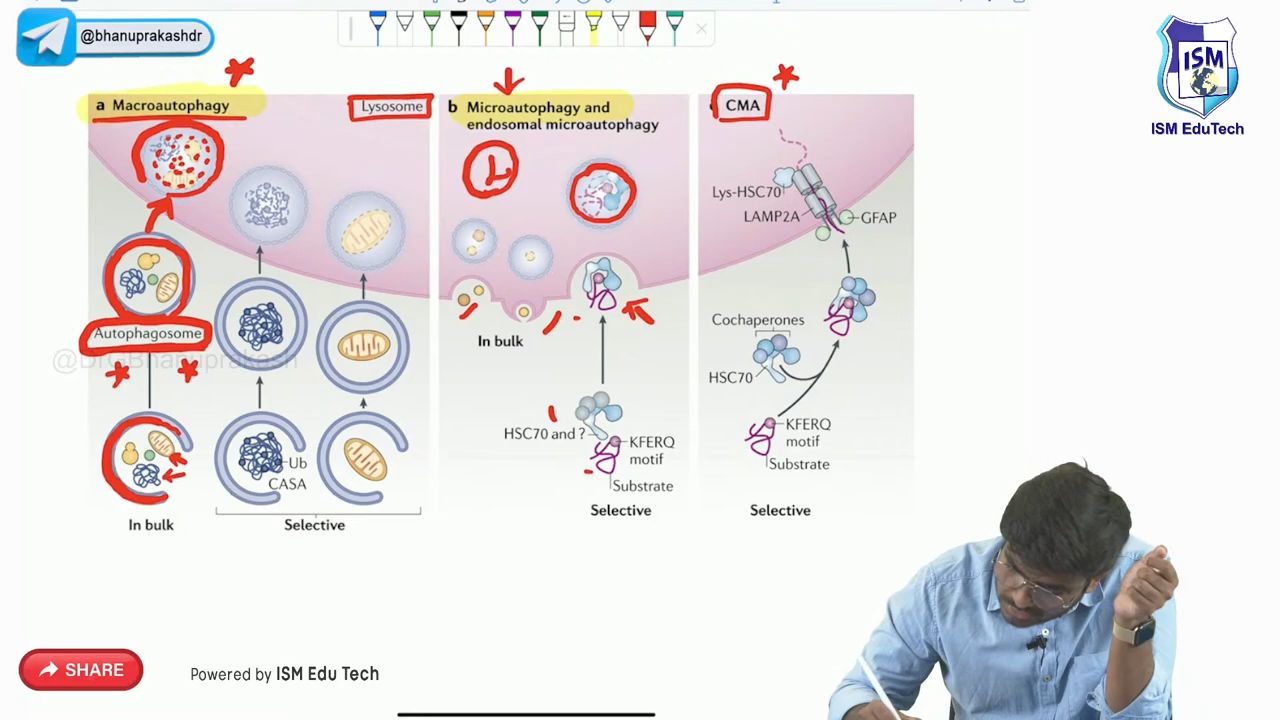 @bhanuprakashdr
ISM
ISM EduTech
a Macroautophagy
Lysosome
b Microautophagy and
endosomal microautophagy
CMA
L
Lys-HSC70
LAMP2A
GFAP
Autophagosome
In bulk
Cochaperones
HSC70
@DrGBhanuprakash
HSC70 and ?
KFERQ
motif
Substrate
KFERQ
motif
Substrate
Ub
CASA
In bulk
Selective
Selective
Selective
SHARE
Powered by ISM Edu Tech